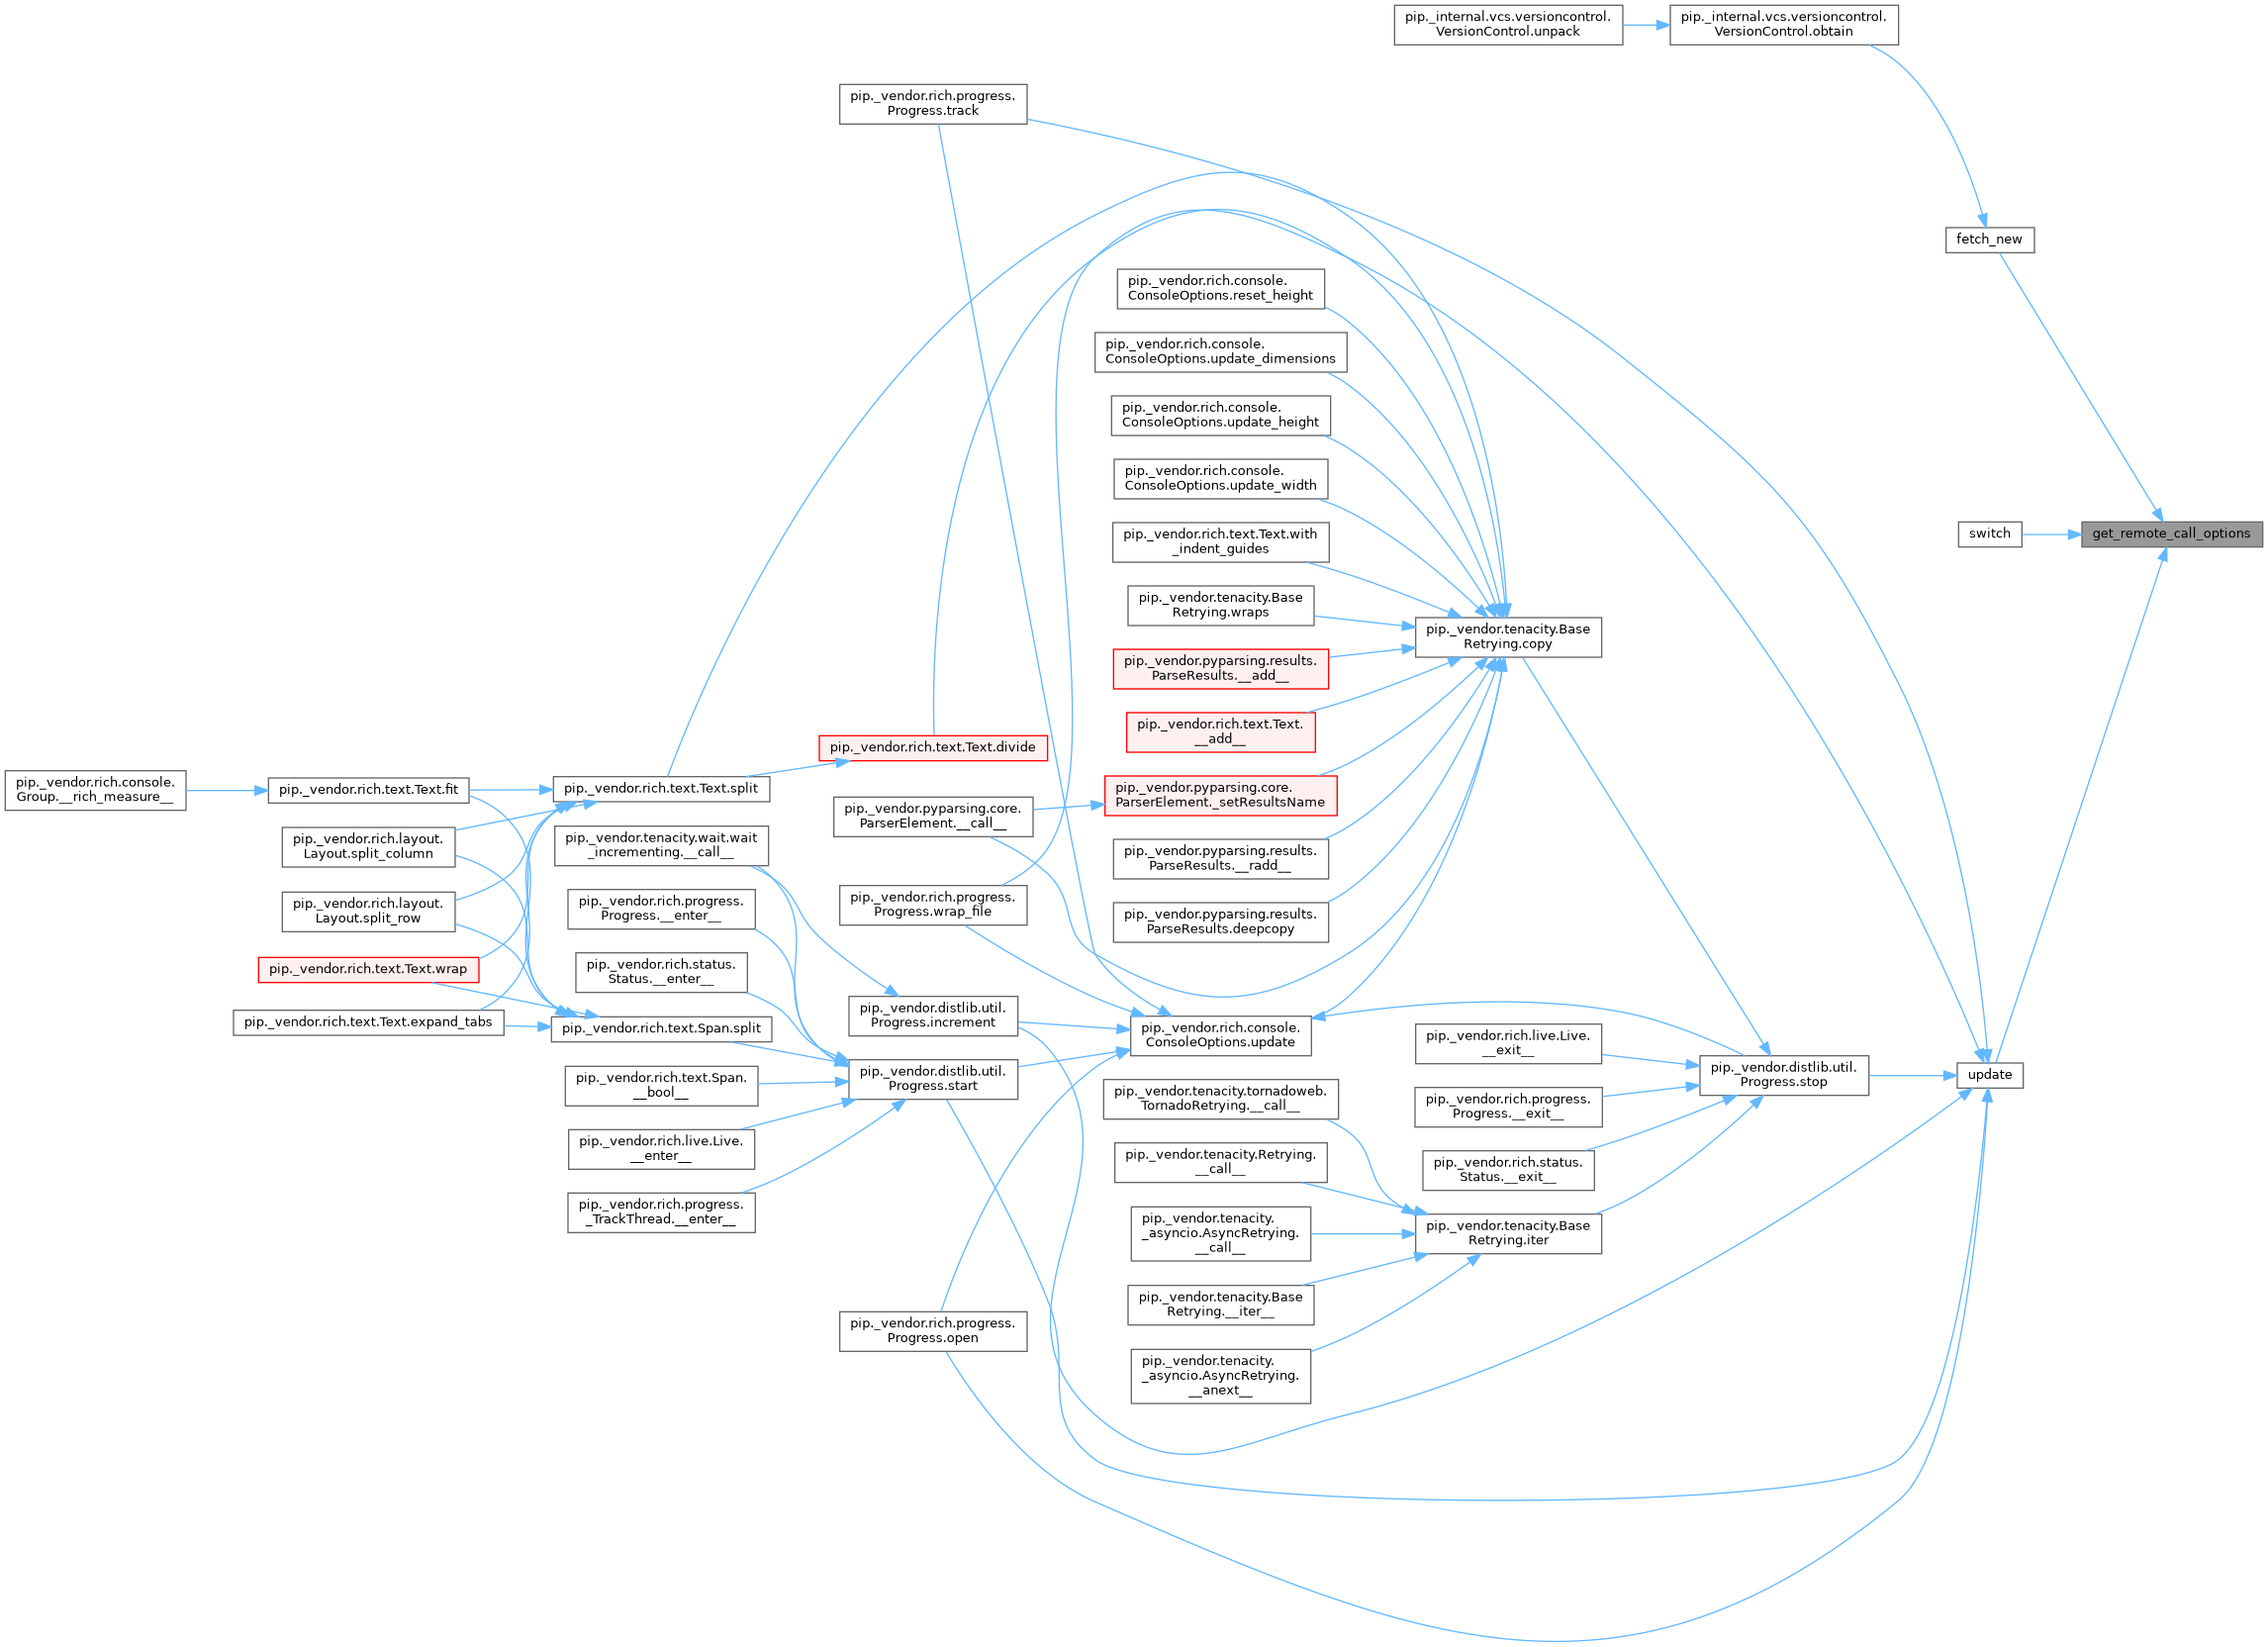 pip._internal.vcs.versioncontrol.
VersionControl.unpack
pip._internal.vcs.versioncontrol.
VersionControl.obtain
pip._vendor.rich.progress.
Progress.track
fetch_new
pip._vendor.rich.console.
ConsoleOptions.reset_height
pip._vendor.rich.console.
ConsoleOptions.update_dimensions
pip._vendor.rich.console.
ConsoleOptions.update_height
pip._vendor.rich.console.
ConsoleOptions.update_width
pip._vendor.rich.text.Text.with
_indent_guides
switch
get_remote_call_options
pip._vendor.tenacity.Base
Retrying.wraps
pip._vendor.tenacity.Base
Retrying.copy
pip._vendor.pyparsing.results.
ParseResults.__add__
pip._vendor.rich.text.Text.
__add__
pip._vendor.rich.text.Text.divide
pip._vendor.rich.console.
Group.__rich_measure__
pip._vendor.rich.text.Text.fit
pip._vendor.rich.text.Text.split
pip._vendor.pyparsing.core.
ParserElement._setResultsName
pip._vendor.pyparsing.core.
ParserElement.__call__
pip._vendor.rich.layout.
Layout.split_column
pip._vendor.tenacity.wait.wait
_incrementing.__call__
pip._vendor.pyparsing.results.
ParseResults.__radd__
pip._vendor.rich.layout.
Layout.split_row
pip._vendor.rich.progress.
Progress.__enter__
pip._vendor.rich.progress.
Progress.wrap_file
pip._vendor.pyparsing.results.
ParseResults.deepcopy
pip._vendor.rich.text.Text.wrap
pip._vendor.rich.status.
Status.__enter__
pip._vendor.rich.text.Text.expand_tabs
pip._vendor.rich.text.Span.split
pip._vendor.distlib.util.
Progress.increment
pip._vendor.rich.console.
ConsoleOptions.update
pip._vendor.rich.live.Live.
__exit__
pip._vendor.distlib.util.
Progress.start
pip._vendor.distlib.util.
Progress.stop
update
pip._vendor.rich.text.Span.
__bool__
pip._vendor.tenacity.tornadoweb.
TornadoRetrying.__call__
pip._vendor.rich.progress.
Progress.__exit__
pip._vendor.rich.live.Live.
__enter__
pip._vendor.tenacity.Retrying.
__call__
pip._vendor.rich.status.
Status.__exit__
pip._vendor.rich.progress.
_TrackThread.__enter__
pip._vendor.tenacity.
_asyncio.AsyncRetrying.
__call__
pip._vendor.tenacity.Base
Retrying.iter
pip._vendor.tenacity.Base
Retrying.__iter__
pip._vendor.rich.progress.
Progress.open
pip._vendor.tenacity.
_asyncio.AsyncRetrying.
__anext__